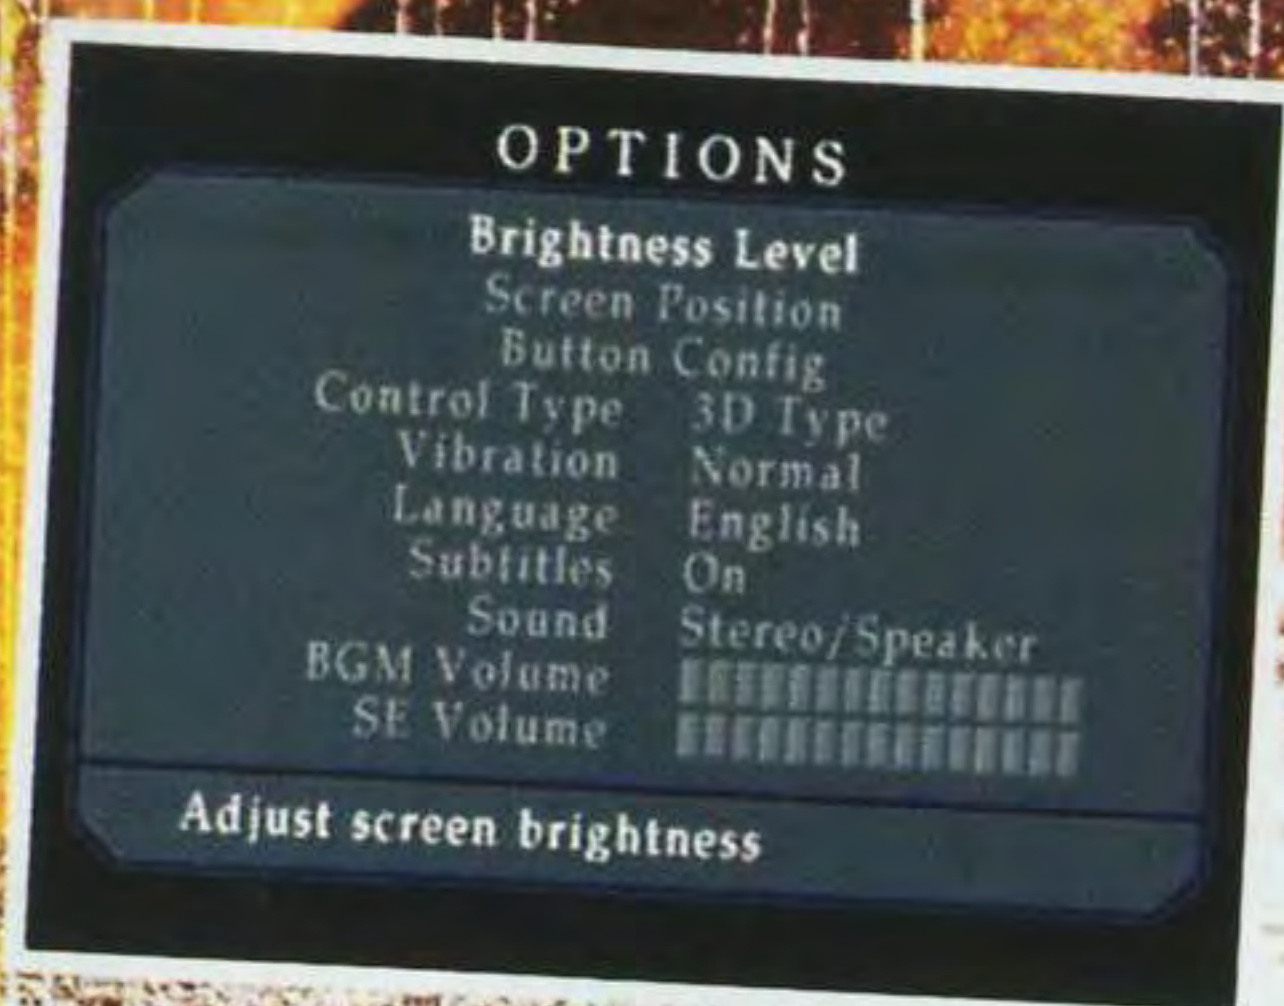 OPTIONS
Brightness Level
Screen Position
Button Config
Control Type 3D Type
Vibration Normal
Language English
Subtitles On
Sound Stereo/Speaker
BGM Volume
SE Volume
Adjust screen brightness